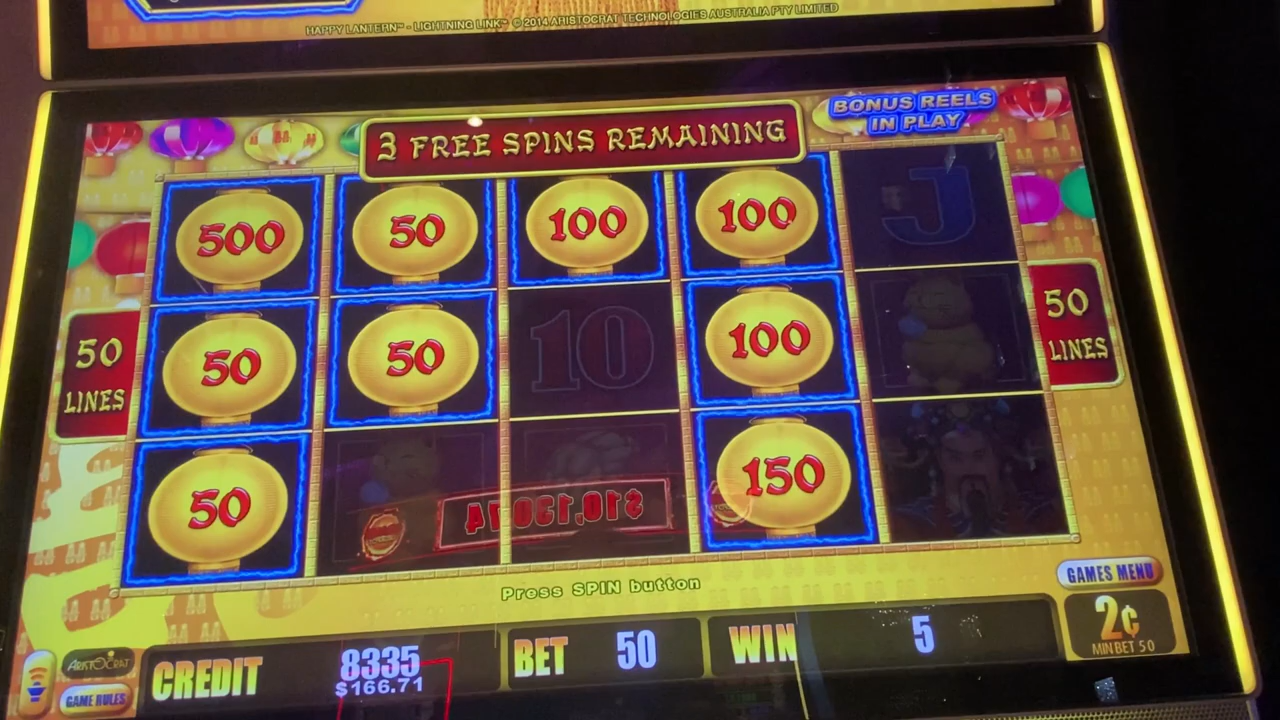 HAPPY LANTERN™ - LIGHTNING LINK™ © 2014 ARISTOCRAT TECHNOLOGIES AUSTRALIA PTY LIMITED
BONUS REELS
IN PLAY
3 FREE SPINS REMAINING
500 50 100 100 J
50
LINES
50 50 10 100
50
LINES
50 150
Press SPIN button
GAMES MENU
2¢
MIN BET 50
ARISTOCRAT
GAME RULES
CREDIT 8335
$166.71
BET 50
WIN 5